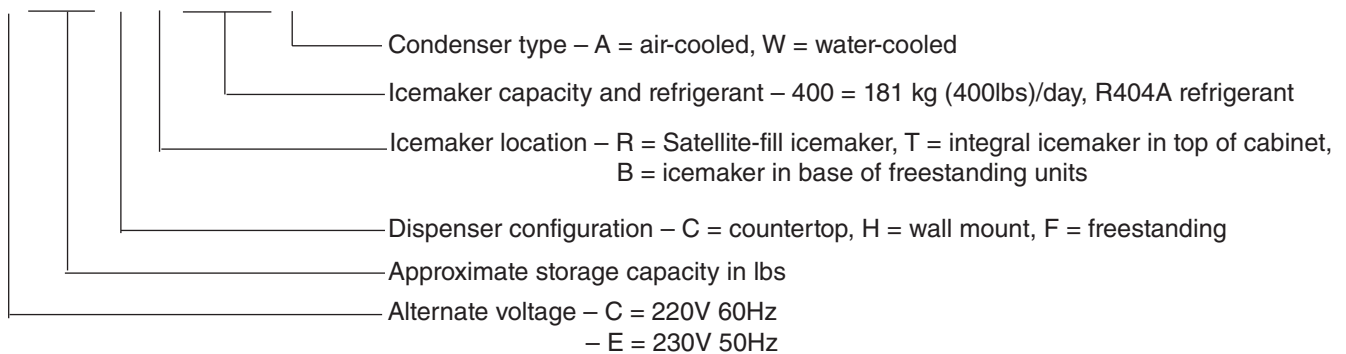 Condenser type – A = air-cooled, W = water-cooled
Icemaker capacity and refrigerant – 400 = 181 kg (400lbs)/day, R404A refrigerant
Icemaker location – R = Satellite-fill icemaker, T = integral icemaker in top of cabinet,
B = icemaker in base of freestanding units
Dispenser configuration – C = countertop, H = wall mount, F = freestanding
Approximate storage capacity in lbs
Alternate voltage – C = 220V 60Hz
– E = 230V 50Hz